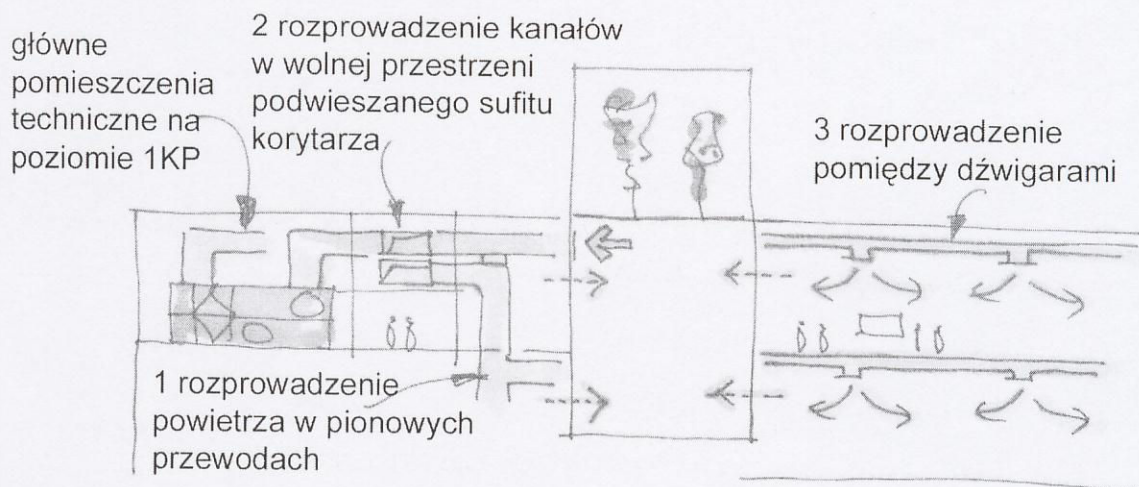 główne
pomieszczenia
techniczne na
poziomie 1KP
2 rozprowadzenie kanałów
w wolnej przestrzeni
podwieszanego sufitu
korytarza
3 rozprowadzenie
pomiędzy dźwigarami
1 rozprowadzenie
powietrza w pionowych
przewodach